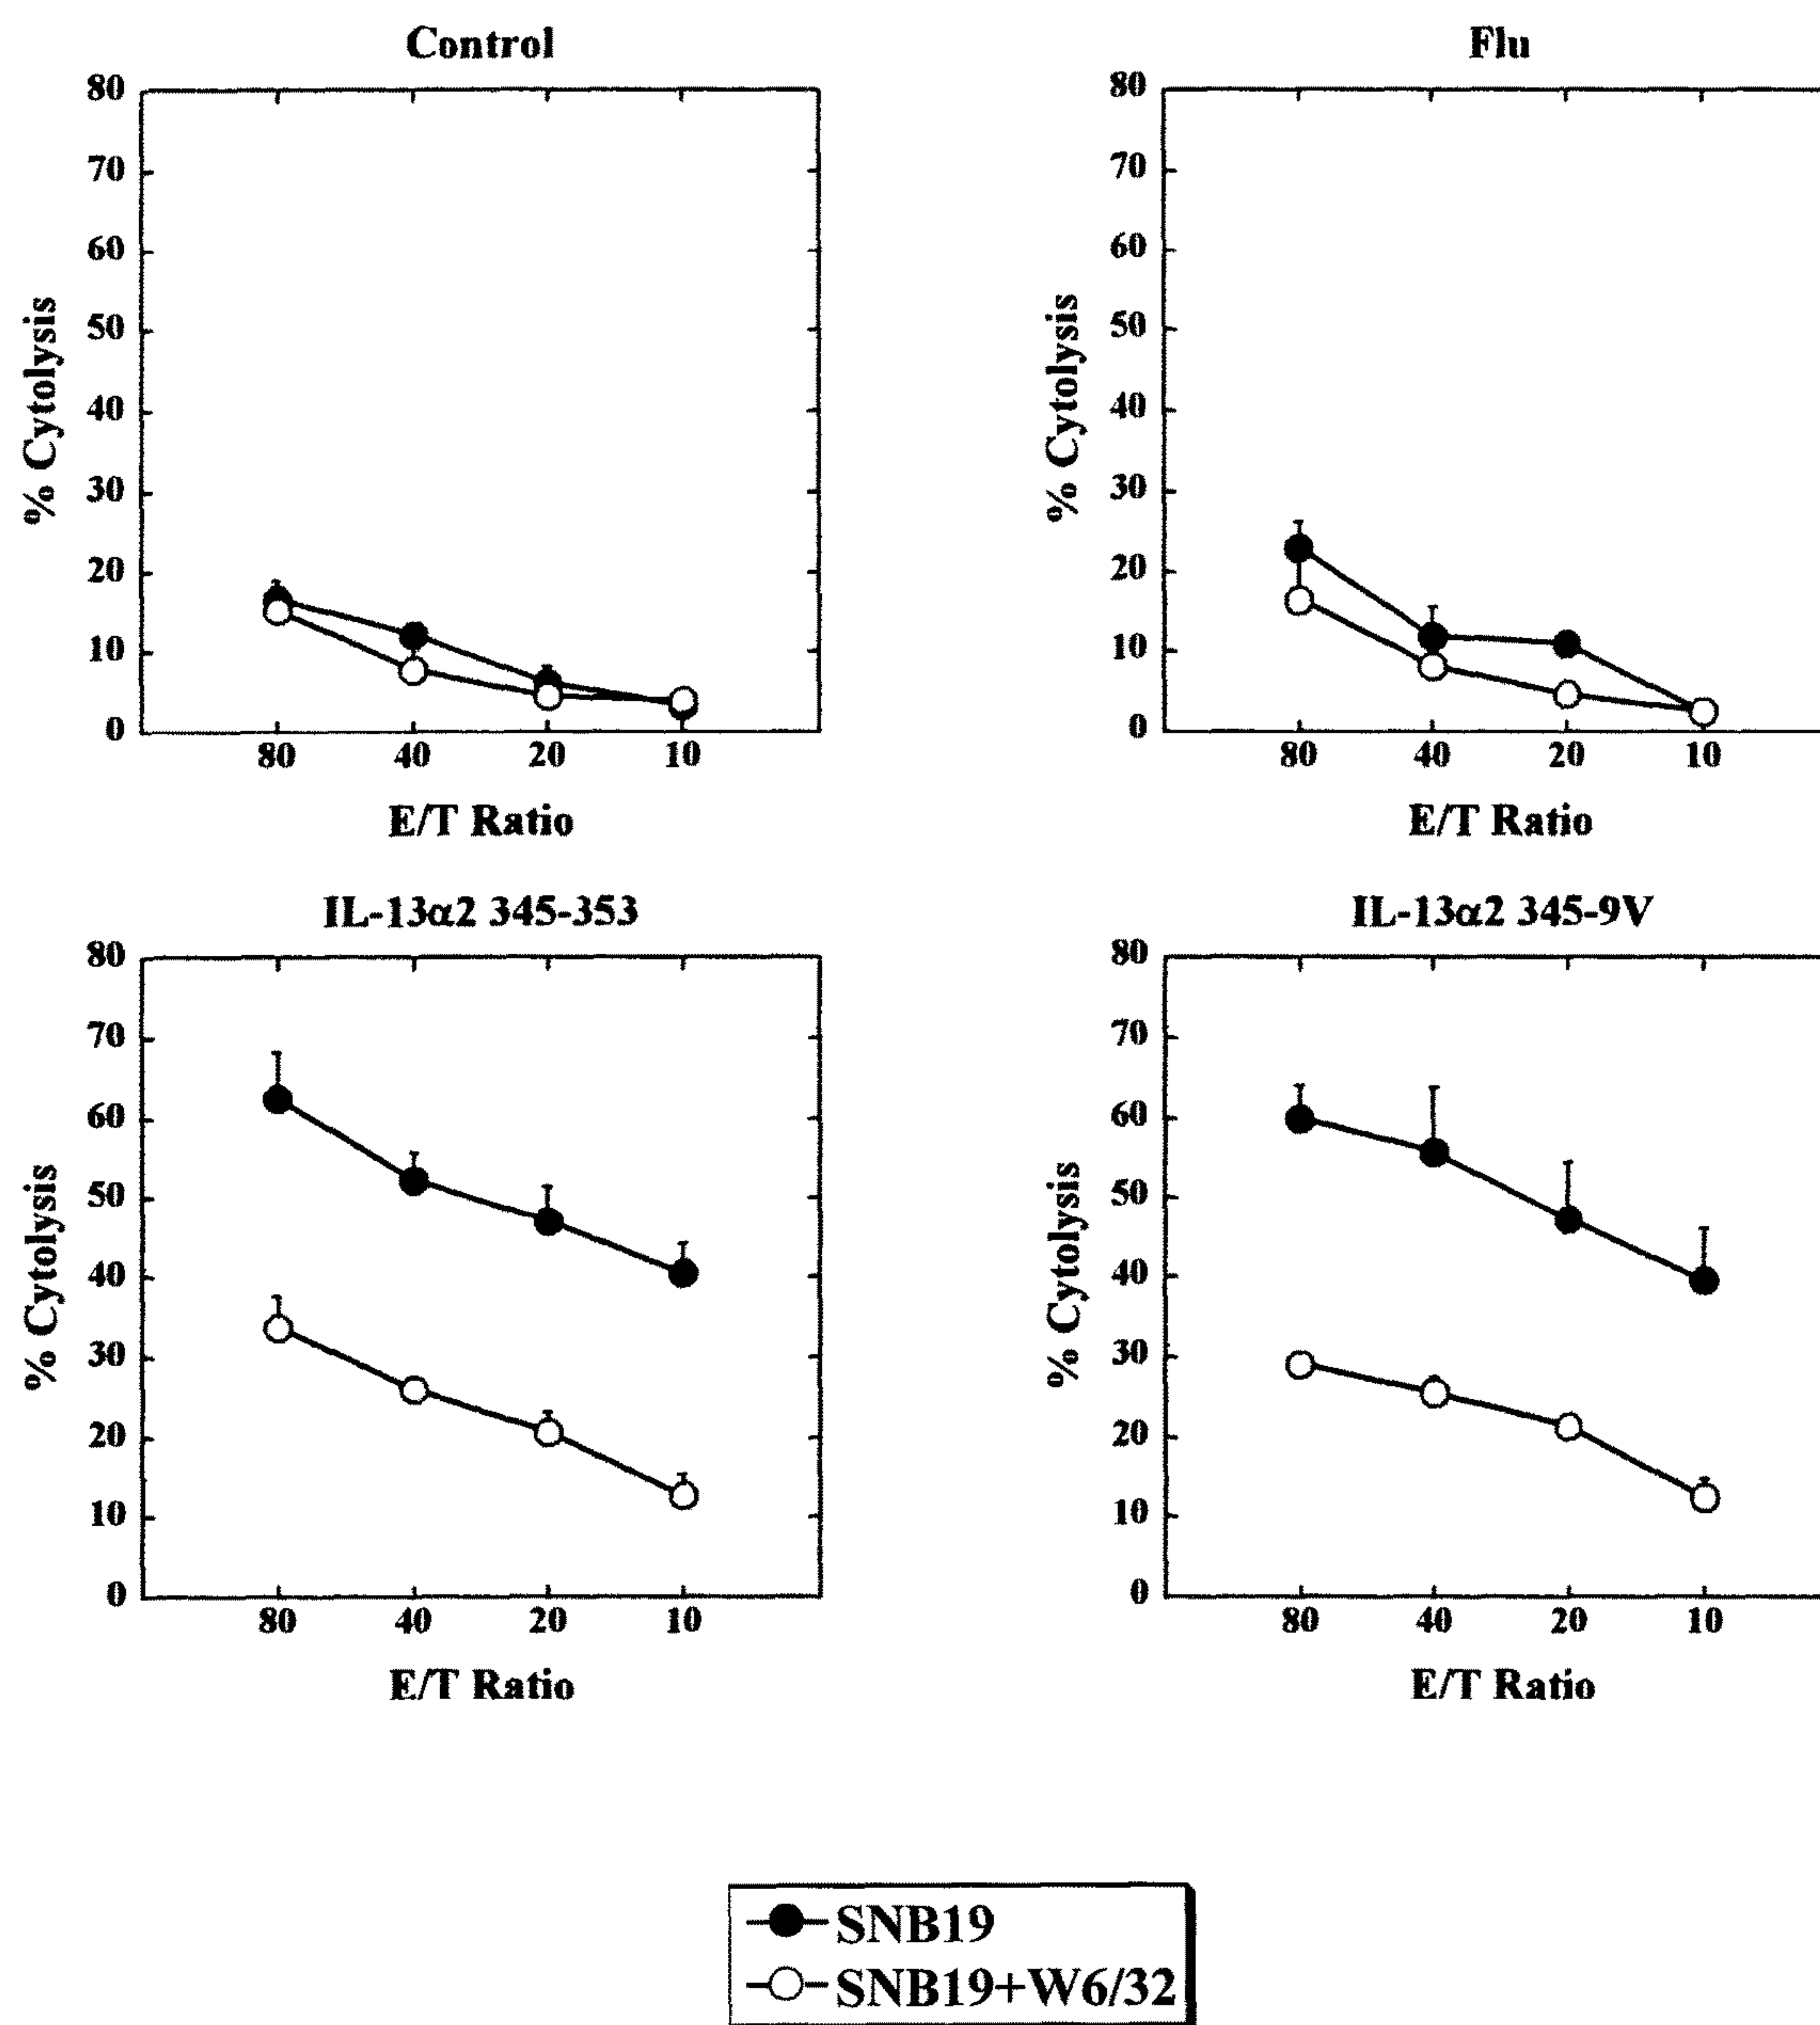 Control
80
70
60
50
40
30
20
10
0
% Cytolysis
80 40 20 10
E/T Ratio
Flu
80
70
60
50
40
30
20
10
0
% Cytolysis
80 40 20 10
E/T Ratio
IL-13α2 345-353
80
70
60
50
40
30
20
10
0
% Cytolysis
80 40 20 10
E/T Ratio
IL-13α2 345-9V
80
70
60
50
40
30
20
10
0
% Cytolysis
80 40 20 10
E/T Ratio
SNB19
SNB19+W6/32